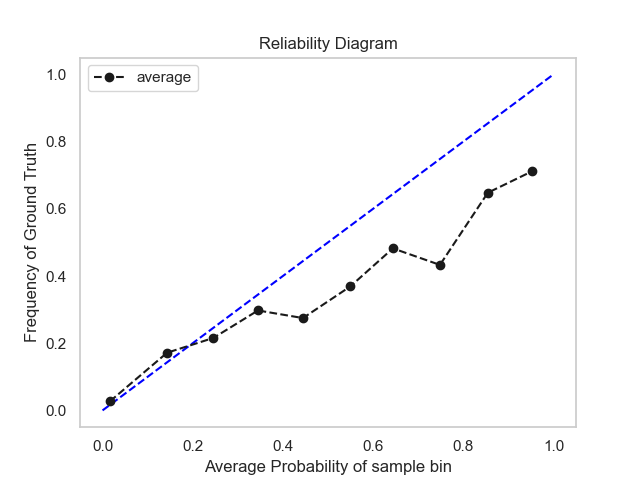 Reliability Diagram
average
Frequency of Ground Truth
1.0
0.8
0.6
0.4
0.2
0.0
0.0 0.2 0.4 0.6 0.8 1.0
Average Probability of sample bin